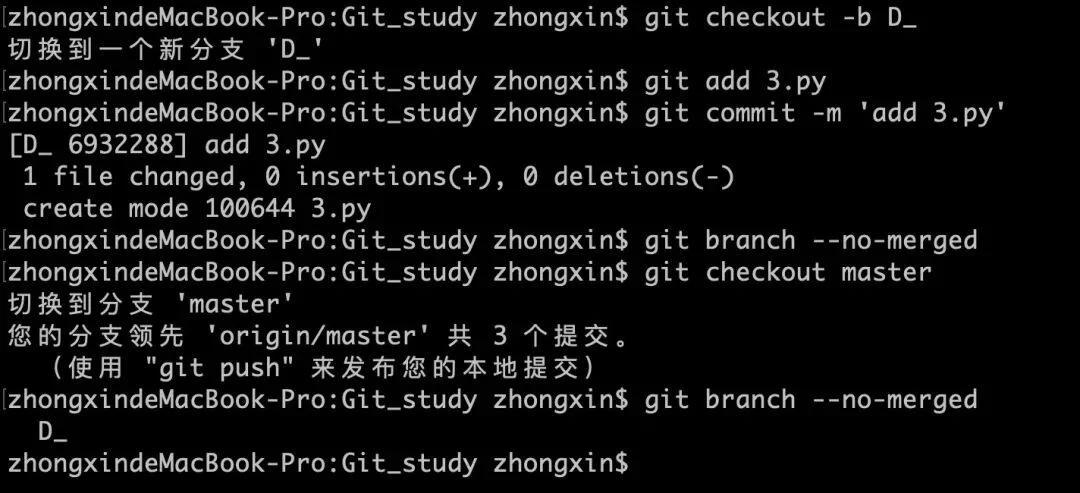 zhongxindeMacBook-Pro:Git_study zhongxin$ git checkout -b D_
切换到一个新分支 'D_'
[zhongxindeMacBook-Pro:Git_study zhongxin$ git add 3.py
[zhongxindeMacBook-Pro:Git_study zhongxin$ git commit -m 'add 3.py'
[D_ 6932288] add 3.py
 1 file changed, 0 insertions(+), 0 deletions(-)
 create mode 100644 3.py
[zhongxindeMacBook-Pro:Git_study zhongxin$ git branch --no-merged
[zhongxindeMacBook-Pro:Git_study zhongxin$ git checkout master
切换到分支 'master'
您的分支领先 'origin/master' 共 3 个提交。
  （使用 "git push" 来发布您的本地提交）
[zhongxindeMacBook-Pro:Git_study zhongxin$ git branch --no-merged
  D_
zhongxindeMacBook-Pro:Git_study zhongxin$